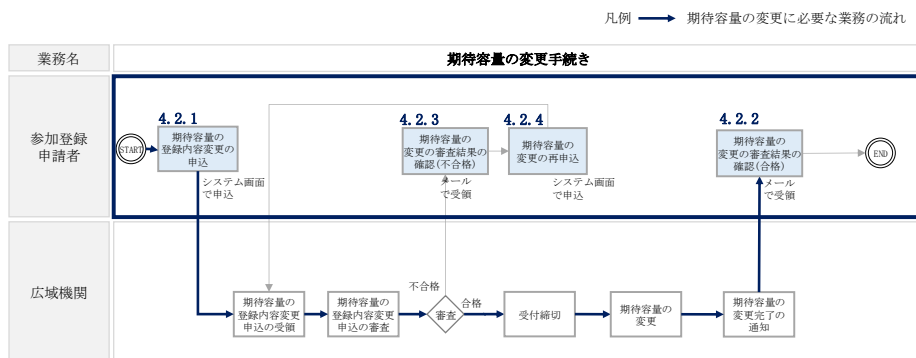 凡例 期待容量の変更に必要な業務の流れ
業務名
期待容量の変更手続き
参加登録
申請者
START
4.2.1
期待容量の
登録内容変更の
申込
システム画面
で申込
4.2.3
期待容量の
変更の審査結果の
確認(不合格)
メール
で受領
4.2.4
期待容量の
変更の再申込
システム画面
で申込
4.2.2
期待容量の
変更の審査結果の
確認(合格)
メール
で受領
END
広域機関
期待容量の
登録内容変更
申込の受領
期待容量の
登録内容変更
申込の審査
不合格
審査
合格
受付締切
期待容量の
変更
期待容量の
変更完了の
通知